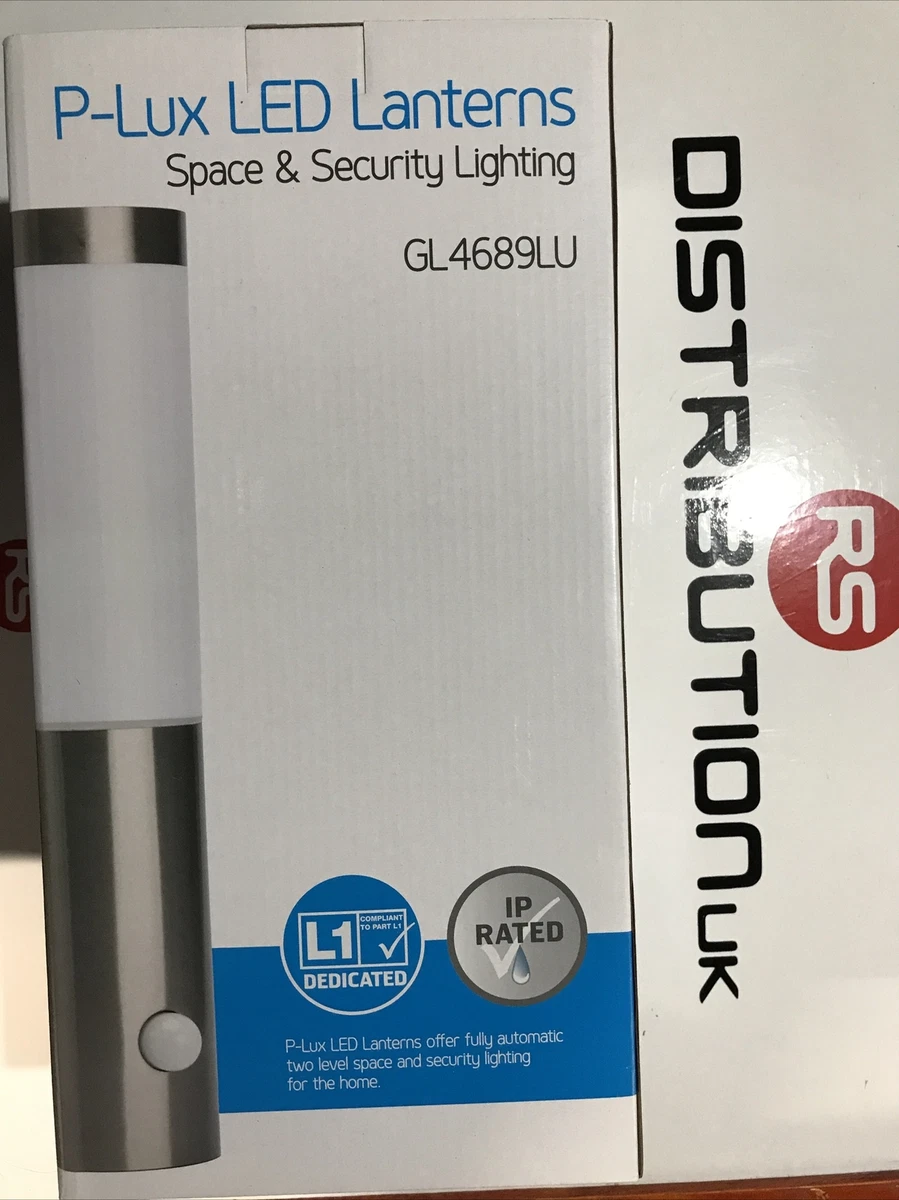 P-Lux LED Lanterns
Space & Security Lighting
GL4689LU
L1
COMPLIANT
TO PART L1
DEDICATED
IP
RATED
P-Lux LED Lanterns offer fully automatic
two level space and security lighting
for the home.
DISTRIBUTIONUK
RS
RS